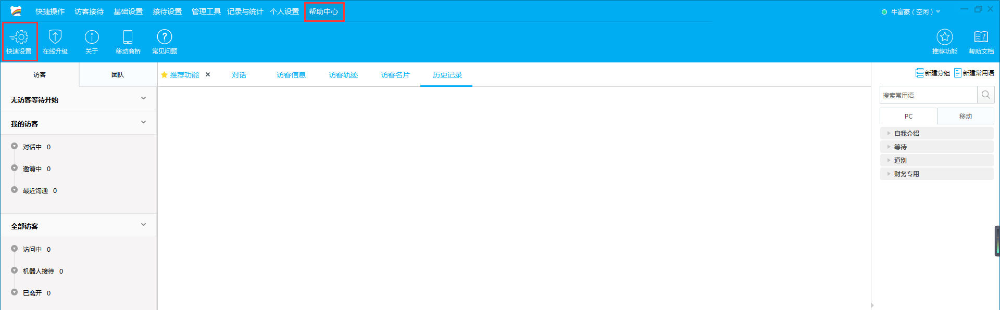 快捷操作 访客接待 基础设置 接待设置 管理工具 记录与统计 个人设置 帮助中心 牛富豪（空闲）
快速设置 在线升级 关于 移动商桥 常见问题 推荐功能 帮助文档
访客 团队
无访客等待开始
我的访客
对话中 0
邀请中 0
最近沟通 0
全部访客
访问中 0
机器人接待 0
已离开 0
推荐功能 对话 访客信息 访客轨迹 访客名片 历史记录
新建分组 新建常用语
搜索常用语
PC 移动
自我介绍
等待
道别
财务专用